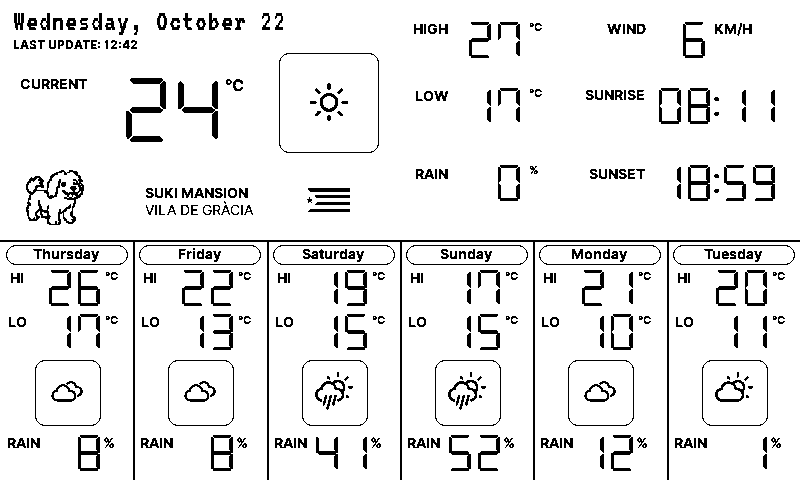 Wednesday, October 22
LAST UPDATE: 12:42
CURRENT 24 °C
SUKI MANSION
VILA DE GRÀCIA
HIGH 27 °C
LOW 17 °C
RAIN 0 %
WIND 6 KM/H
SUNRISE 08:11
SUNSET 18:59
Thursday
HI 26 °C
LO 17 °C
RAIN 8 %
Friday
HI 22 °C
LO 13 °C
RAIN 8 %
Saturday
HI 19 °C
LO 15 °C
RAIN 41 %
Sunday
HI 17 °C
LO 15 °C
RAIN 52 %
Monday
HI 21 °C
LO 10 °C
RAIN 12 %
Tuesday
HI 20 °C
LO 11 °C
RAIN 1 %